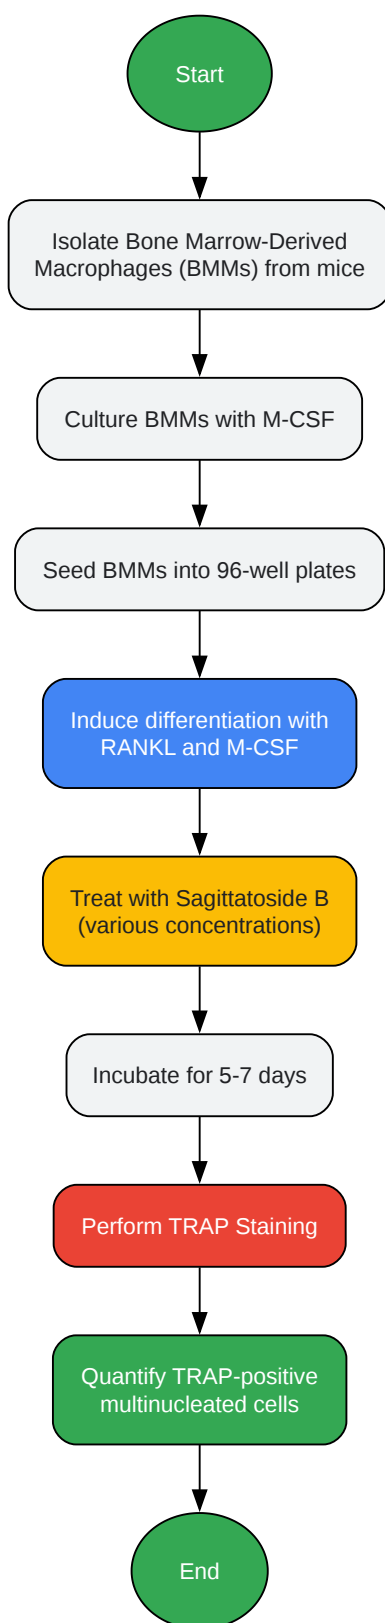 Start
Isolate Bone Marrow-Derived
Macrophages (BMMs) from mice
Culture BMMs with M-CSF
Seed BMMs into 96-well plates
Induce differentiation with
RANKL and M-CSF
Treat with Sagittatoside B
(various concentrations)
Incubate for 5-7 days
Perform TRAP Staining
Quantify TRAP-positive
multinucleated cells
End